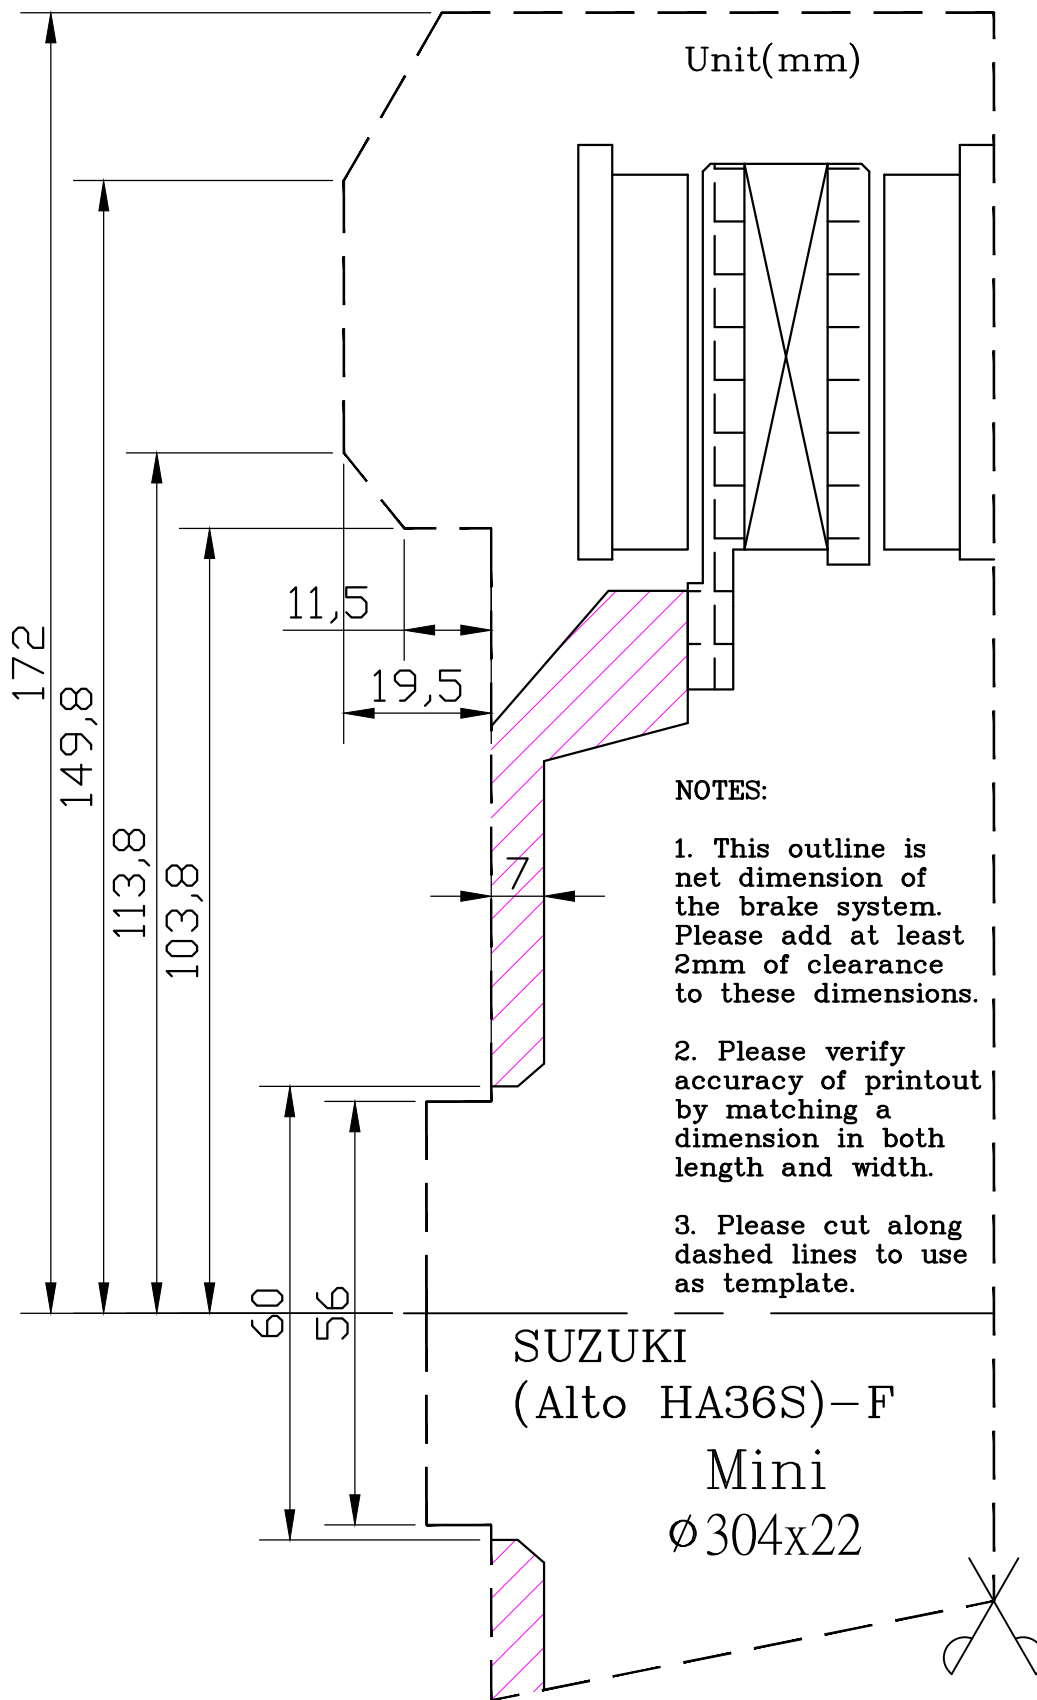 Unit(mm)
11,5
19,5
172
149,8
113,8
103,8
7
60
56
NOTES:
1. This outline is
net dimension of
the brake system.
Please add at least
2mm of clearance
to these dimensions.
2. Please verify
accuracy of printout
by matching a
dimension in both
length and width.
3. Please cut along
dashed lines to use
as template.
SUZUKI
(Alto HA36S)-F
Mini
Ø304x22